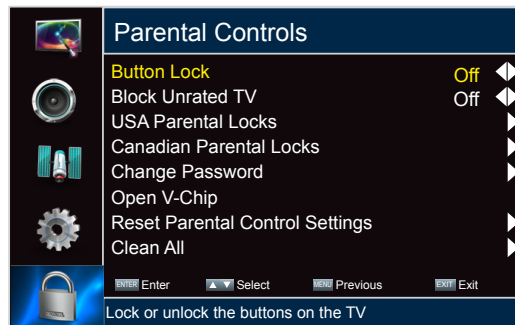 Parental Controls
Button Lock Off
Block Unrated TV Off
USA Parental Locks
Canadian Parental Locks
Change Password
Open V-Chip
Reset Parental Control Settings
Clean All
ENTER Enter Select MENU Previous EXIT Exit
Lock or unlock the buttons on the TV